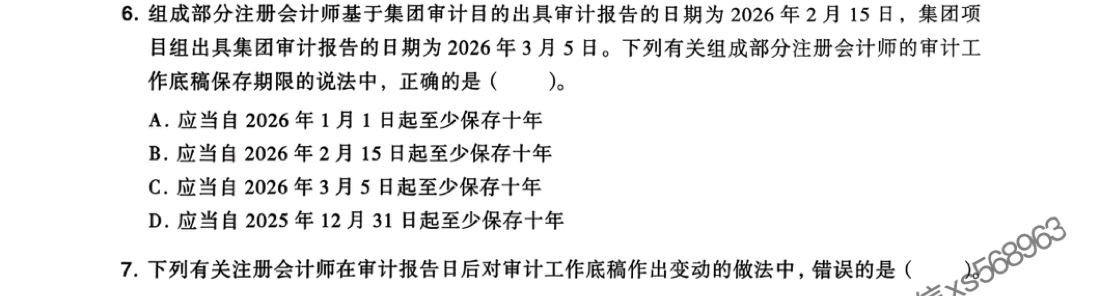 6. 组成部分注册会计师基于集团审计目的出具审计报告的日期为 2026 年 2 月 15 日，集团项
目组出具集团审计报告的日期为 2026 年 3 月 5 日。下列有关组成部分注册会计师的审计工
作底稿保存期限的说法中，正确的是（　　）。
A. 应当自 2026 年 1 月 1 日起至少保存十年
B. 应当自 2026 年 2 月 15 日起至少保存十年
C. 应当自 2026 年 3 月 5 日起至少保存十年
D. 应当自 2025 年 12 月 31 日起至少保存十年
7. 下列有关注册会计师在审计报告日后对审计工作底稿作出变动的做法中，错误的是（　　）。
xs568963